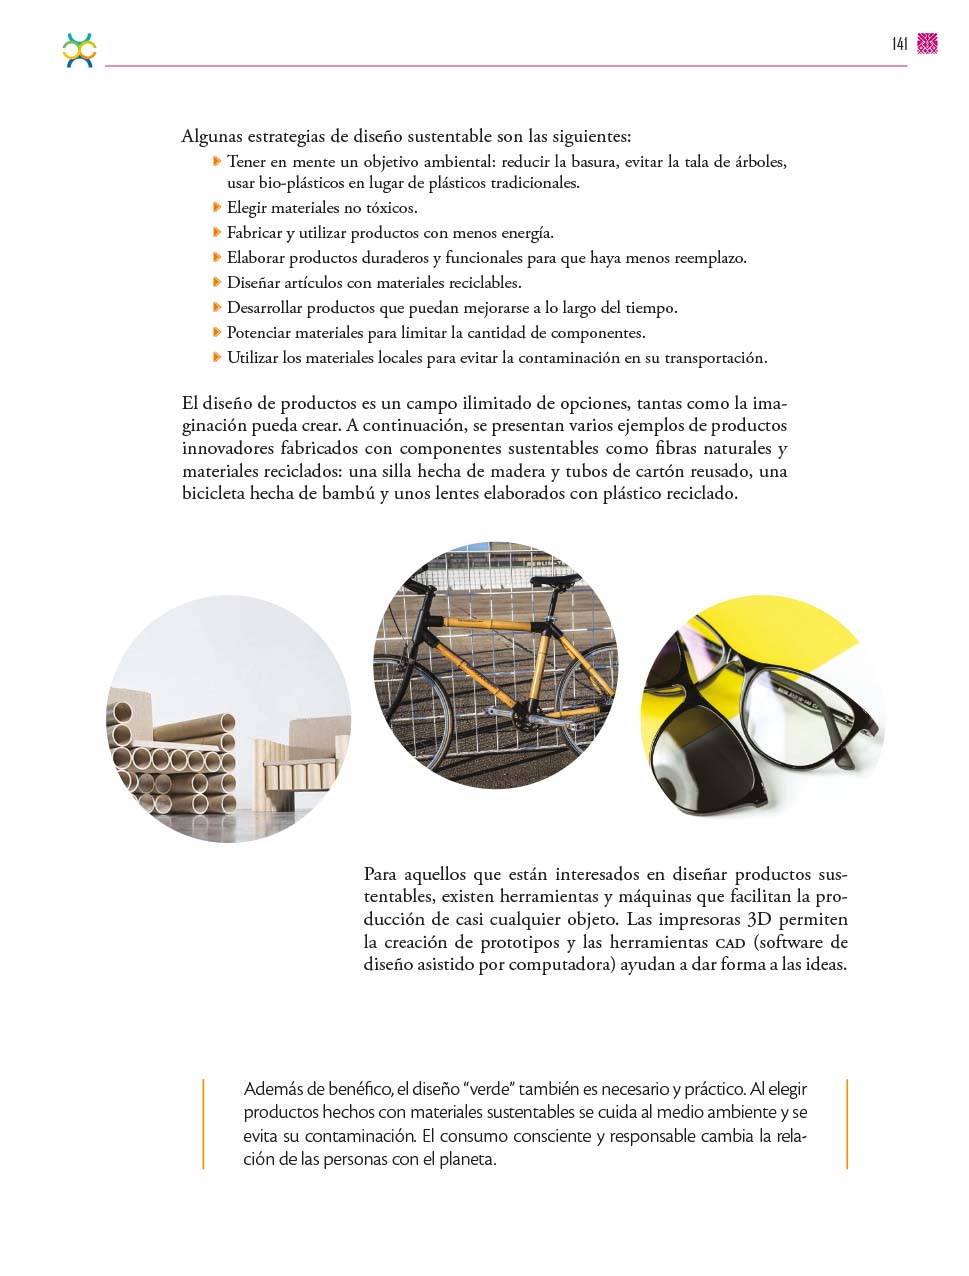 141
Algunas estrategias de diseño sustentable son las siguientes:
Tener en mente un objetivo ambiental: reducir la basura, evitar la tala de árboles,
usar bio-plásticos en lugar de plásticos tradicionales.
Elegir materiales no tóxicos.
Fabricar y utilizar productos con menos energía.
Elaborar productos duraderos y funcionales para que haya menos reemplazo.
Diseñar artículos con materiales reciclables.
Desarrollar productos que puedan mejorarse a lo largo del tiempo.
Potenciar materiales para limitar la cantidad de componentes.
Utilizar los materiales locales para evitar la contaminación en su transportación.
El diseño de productos es un campo ilimitado de opciones, tantas como la ima-
ginación pueda crear. A continuación, se presentan varios ejemplos de productos
innovadores fabricados con componentes sustentables como fibras naturales y
materiales reciclados: una silla hecha de madera y tubos de cartón reusado, una
bicicleta hecha de bambú y unos lentes elaborados con plástico reciclado.
Para aquellos que están interesados en diseñar productos sus-
tentables, existen herramientas y máquinas que facilitan la pro-
ducción de casi cualquier objeto. Las impresoras 3D permiten
la creación de prototipos y las herramientas CAD (software de
diseño asistido por computadora) ayudan a dar forma a las ideas.
Además de benéfico, el diseño “verde” también es necesario y práctico. Al elegir
productos hechos con materiales sustentables se cuida al medio ambiente y se
evita su contaminación. El consumo consciente y responsable cambia la rela-
ción de las personas con el planeta.